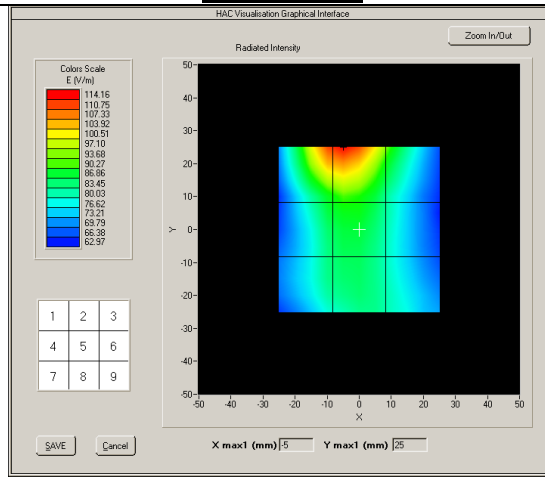 HAC Visualisation Graphical Interface
Zoom In/Out
Radiated Intensity
Colors Scale
E (V/m)
114.16
110.75
107.33
103.92
100.51
97.10
93.68
90.27
86.86
83.45
80.03
76.62
73.21
69.79
66.38
62.97
50
40
30
20
10
0
-10
-20
-30
-40
-50
Y
-50 -40 -30 -20 -10 0 10 20 30 40 50
X
1 2 3
4 5 6
7 8 9
SAVE Cancel
X max1 (mm) -5 Y max1 (mm) 25